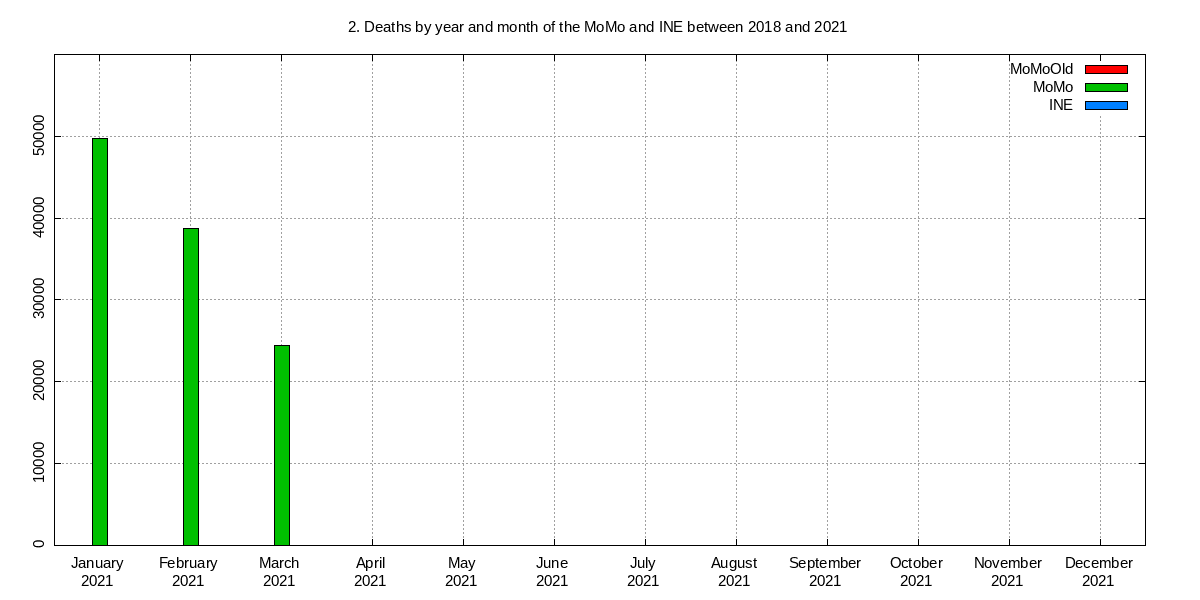 2. Deaths by year and month of the MoMo and INE between 2018 and 2021
MoMoOld
MoMo
INE
50000
40000
30000
20000
10000
0
January February March April May June July August September October November December
2021 2021 2021 2021 2021 2021 2021 2021 2021 2021 2021 2021